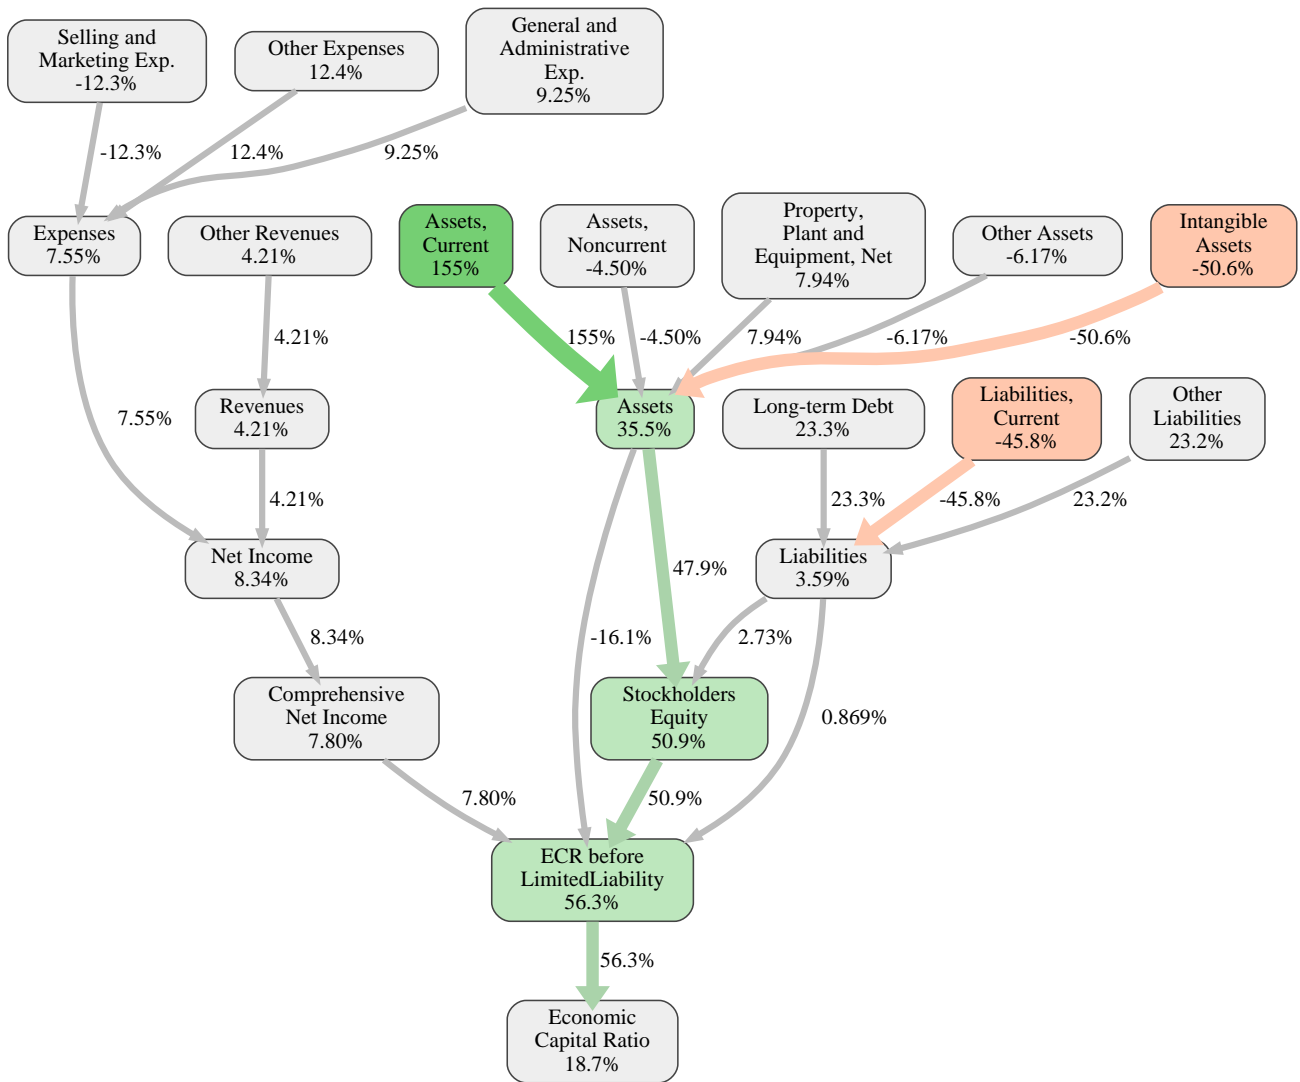 Selling and
Marketing Exp.
-12.3%
Other Expenses
12.4%
General and
Administrative
Exp.
9.25%
-12.3%
12.4%
9.25%
Expenses
7.55%
Other Revenues
4.21%
Assets,
Current
155%
Assets,
Noncurrent
-4.50%
Property,
Plant and
Equipment, Net
7.94%
Other Assets
-6.17%
Intangible
Assets
-50.6%
4.21%
155%
-4.50%
7.94%
-6.17%
-50.6%
7.55%
Revenues
4.21%
Assets
35.5%
Long-term Debt
23.3%
Liabilities,
Current
-45.8%
Other
Liabilities
23.2%
4.21%
23.3%
-45.8%
23.2%
Net Income
8.34%
47.9%
Liabilities
3.59%
8.34%
-16.1%
2.73%
Comprehensive
Net Income
7.80%
Stockholders
Equity
50.9%
0.869%
7.80%
50.9%
ECR before
LimitedLiability
56.3%
56.3%
Economic
Capital Ratio
18.7%